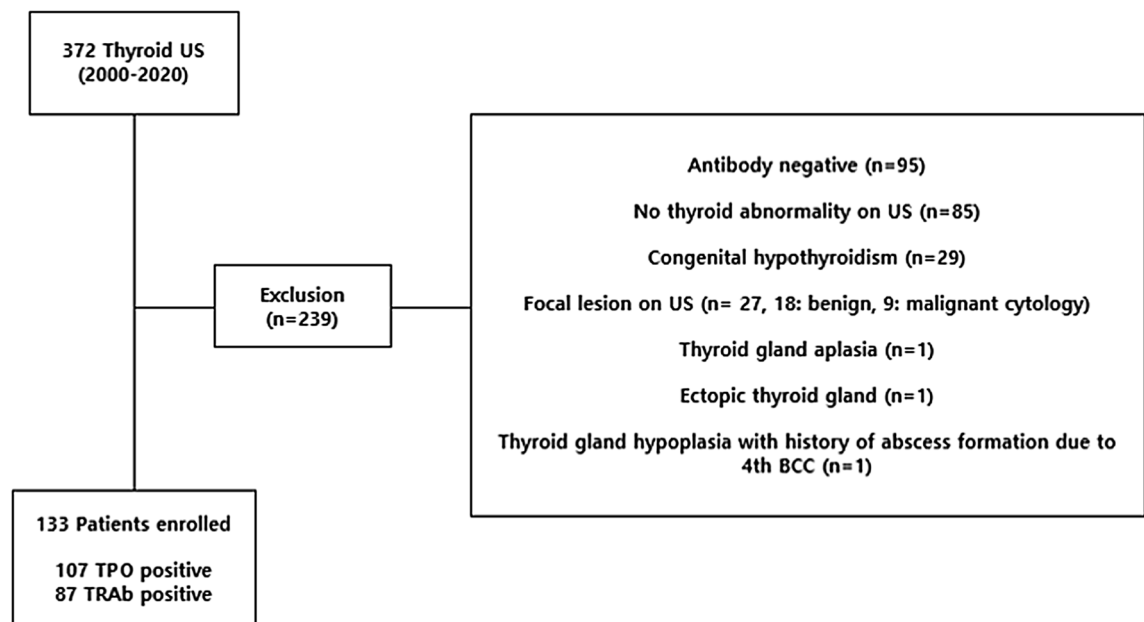 372 Thyroid US
(2000-2020)
Exclusion
(n=239)
Antibody negative (n=95)
No thyroid abnormality on US (n=85)
Congenital hypothyroidism (n=29)
Focal lesion on US (n= 27, 18: benign, 9: malignant cytology)
Thyroid gland aplasia (n=1)
Ectopic thyroid gland (n=1)
Thyroid gland hypoplasia with history of abscess formation due to
4th BCC (n=1)
133 Patients enrolled
107 TPO positive
87 TRAb positive